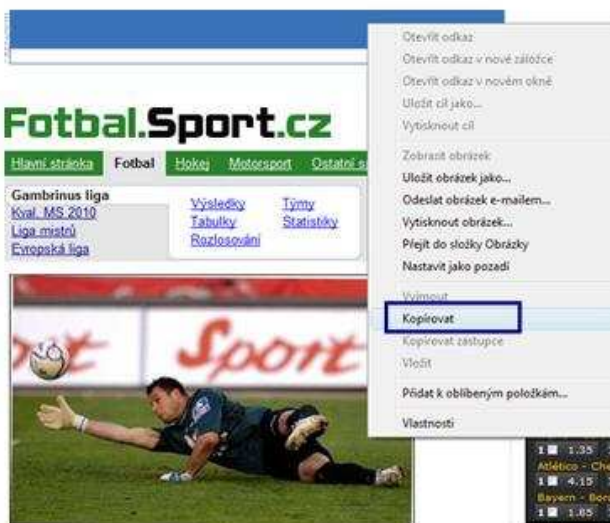 Fotbal.Sport.cz
Hlavní stránka Fotbal Hokej Motorsport Ostatní s
Gambrinus liga
Kval. MS 2010
Liga mistrů
Evropská liga
Výsledky Týmy
Tabulky Statistiky
Rozlosování
Sport
Otevřít odkaz
Otevřít odkaz v nové záložce
Otevřít odkaz v novém okně
Uložit cíl jako...
Vytisknout cíl
Zobrazit obrázek
Uložit obrázek jako...
Odeslat obrázek e-mailem...
Vytisknout obrázek...
Přejít do složky Obrázky
Nastavit jako pozadí
Vyjmout
Kopírovat
Kopírovat zástupce
Vložit
Přidat k oblíbeným položkám...
Vlastnosti
1 1.35
Atlético - Che
1 4.15
Bayern - Bor
1 1.65